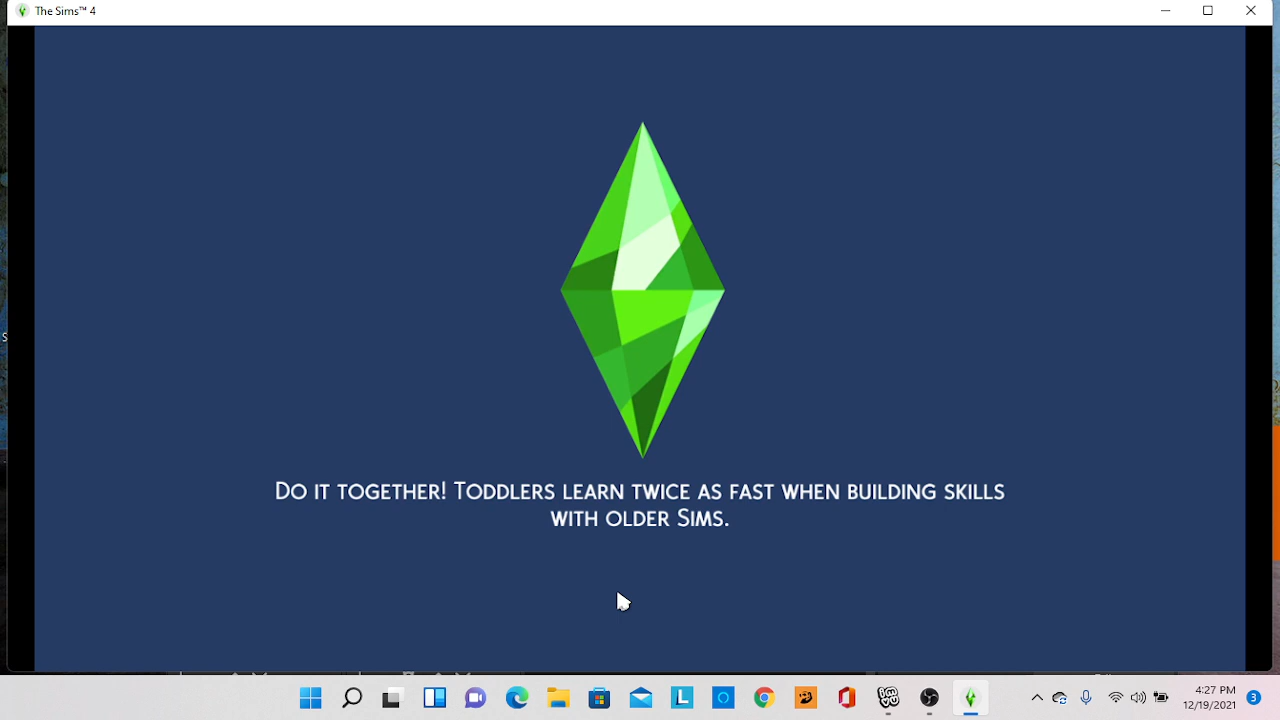 The Sims™ 4
S
Do it together! Toddlers learn twice as fast when building skills
with older Sims.
L
4:27 PM
12/19/2021
3